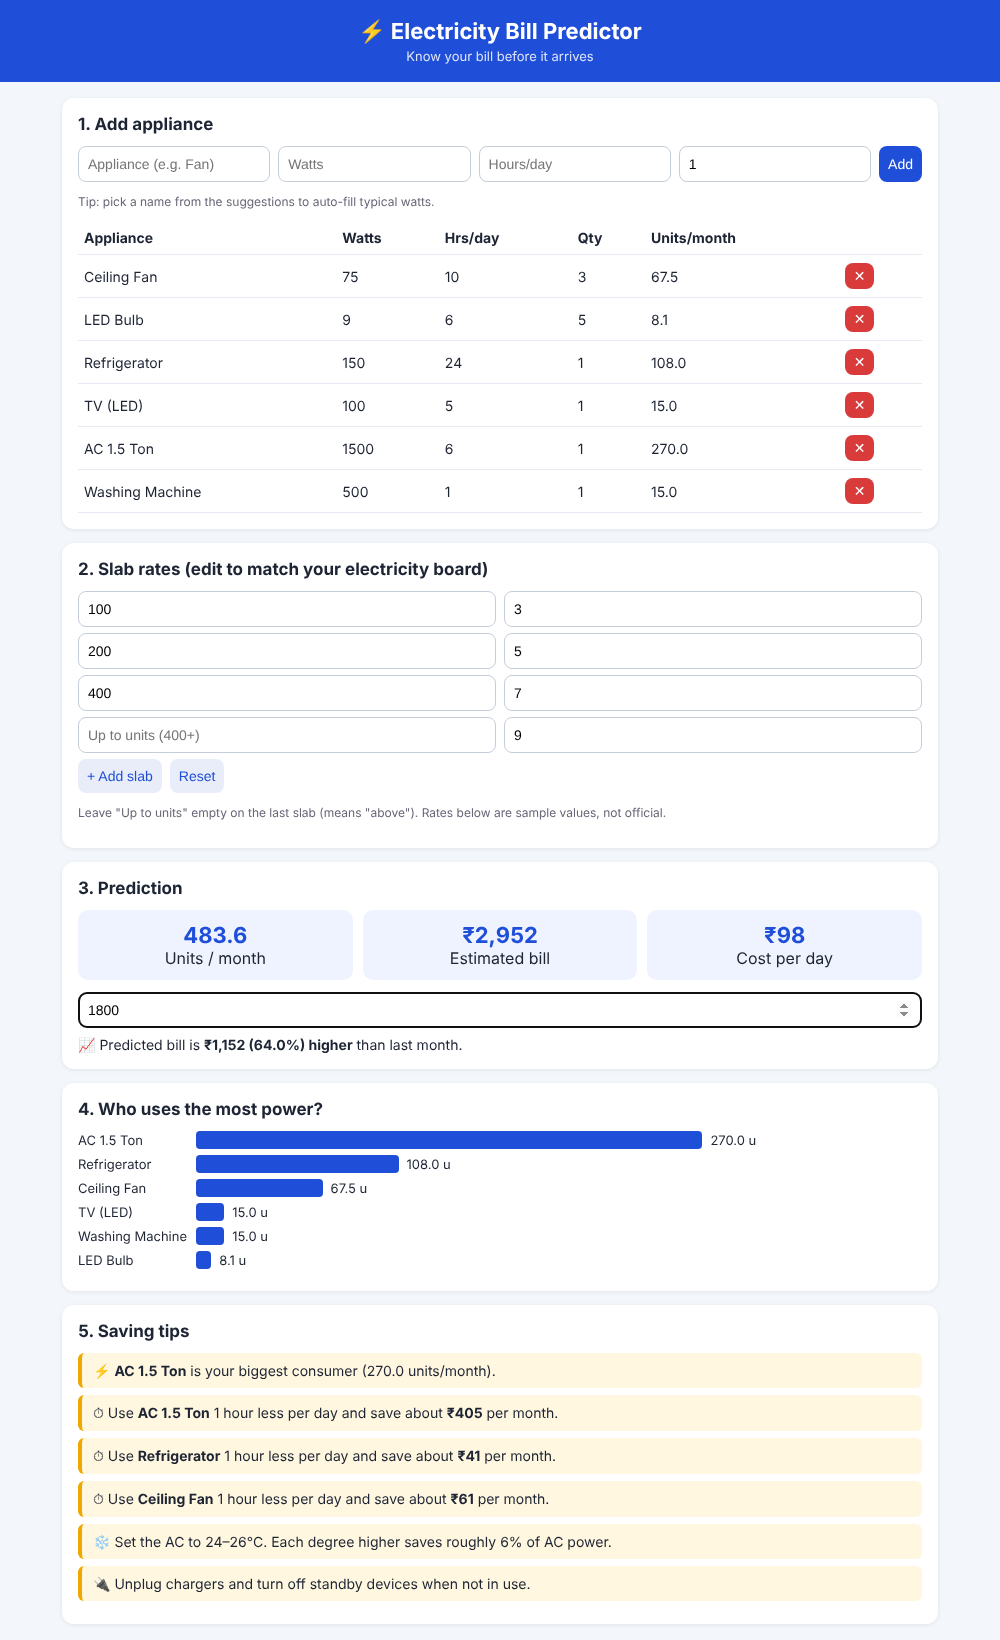 ⚡ Electricity Bill Predictor
Know your bill before it arrives
1. Add appliance
Appliance (e.g. Fan) Watts Hours/day 1 Add
Tip: pick a name from the suggestions to auto-fill typical watts.
Appliance Watts Hrs/day Qty Units/month
Ceiling Fan 75 10 3 67.5 ✕
LED Bulb 9 6 5 8.1 ✕
Refrigerator 150 24 1 108.0 ✕
TV (LED) 100 5 1 15.0 ✕
AC 1.5 Ton 1500 6 1 270.0 ✕
Washing Machine 500 1 1 15.0 ✕
2. Slab rates (edit to match your electricity board)
100 3
200 5
400 7
Up to units (400+) 9
+ Add slab Reset
Leave "Up to units" empty on the last slab (means "above"). Rates below are sample values, not official.
3. Prediction
483.6 ₹2,952 ₹98
Units / month Estimated bill Cost per day
1800
📈 Predicted bill is ₹1,152 (64.0%) higher than last month.
4. Who uses the most power?
AC 1.5 Ton 270.0 u
Refrigerator 108.0 u
Ceiling Fan 67.5 u
TV (LED) 15.0 u
Washing Machine 15.0 u
LED Bulb 8.1 u
5. Saving tips
⚡ AC 1.5 Ton is your biggest consumer (270.0 units/month).
⏱ Use AC 1.5 Ton 1 hour less per day and save about ₹405 per month.
⏱ Use Refrigerator 1 hour less per day and save about ₹41 per month.
⏱ Use Ceiling Fan 1 hour less per day and save about ₹61 per month.
❄️ Set the AC to 24–26°C. Each degree higher saves roughly 6% of AC power.
🔌 Unplug chargers and turn off standby devices when not in use.